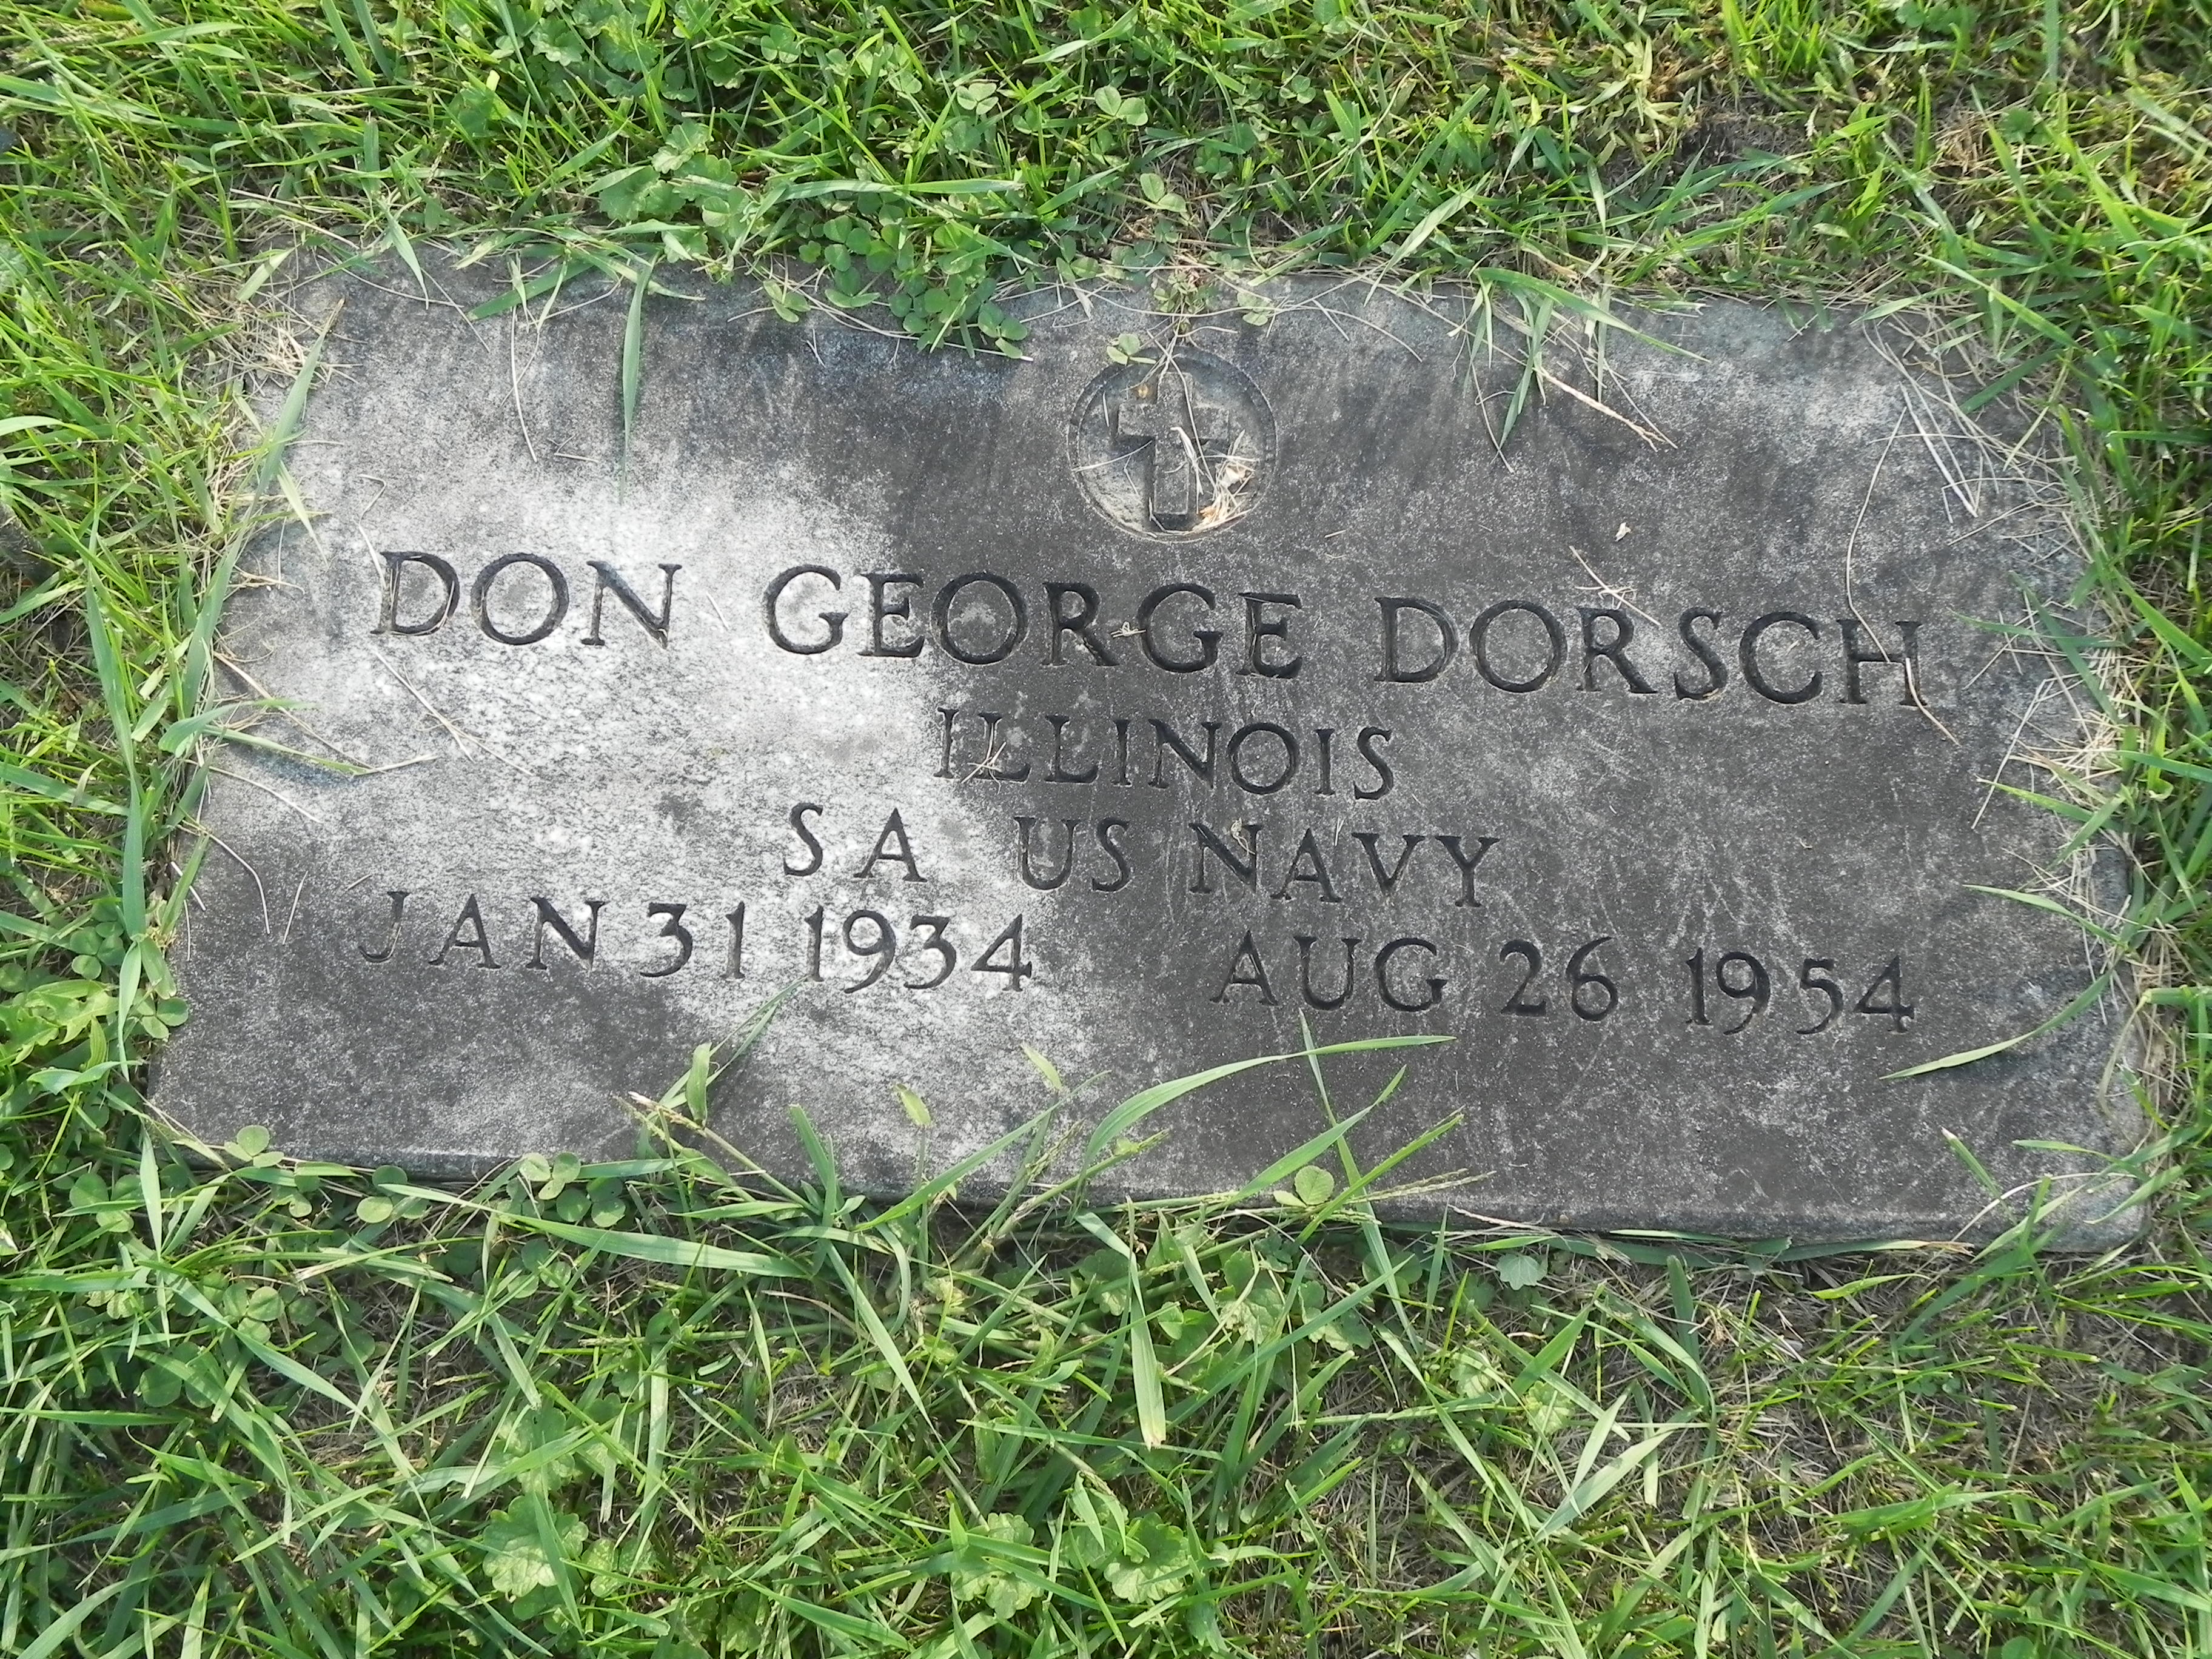 DON GEORGE DORSCH
ILLINOIS
SA US NAVY
JAN 31 1934 AUG 26 1954